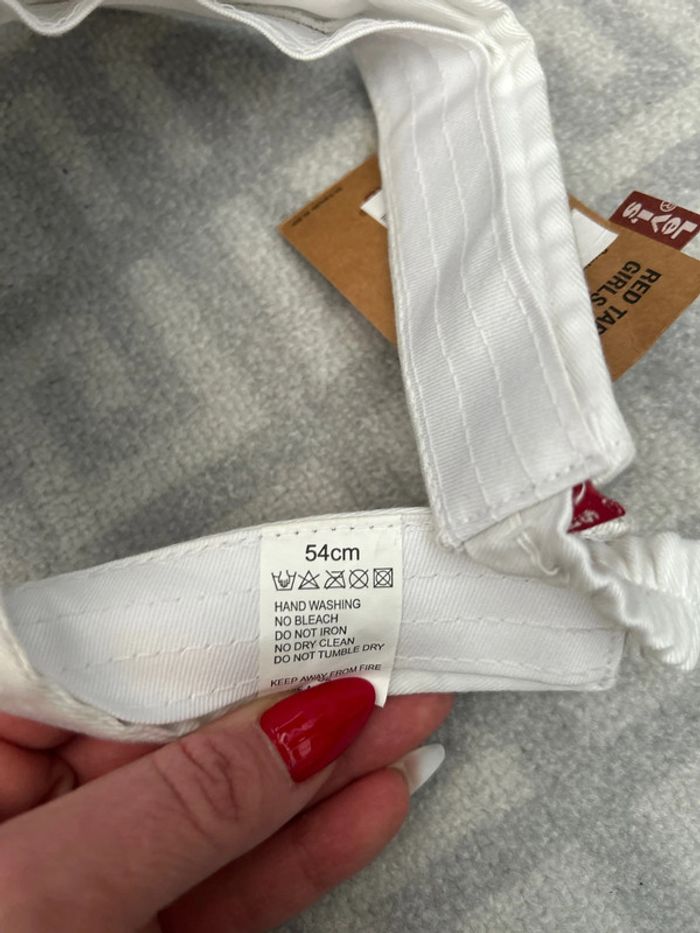 Levi's®
RED TAB
GIRLS
54cm
HAND WASHING
NO BLEACH
DO NOT IRON
NO DRY CLEAN
DO NOT TUMBLE DRY
KEEP AWAY FROM FIRE